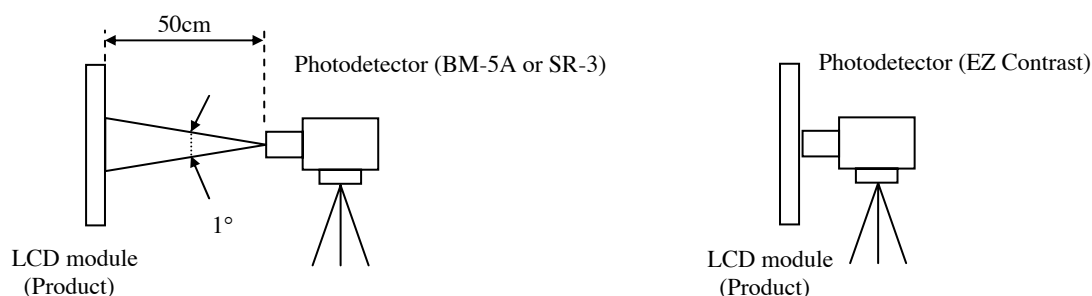 50cm
Photodetector (BM-5A or SR-3)
1°
LCD module
(Product)
Photodetector (EZ Contrast)
LCD module
(Product)